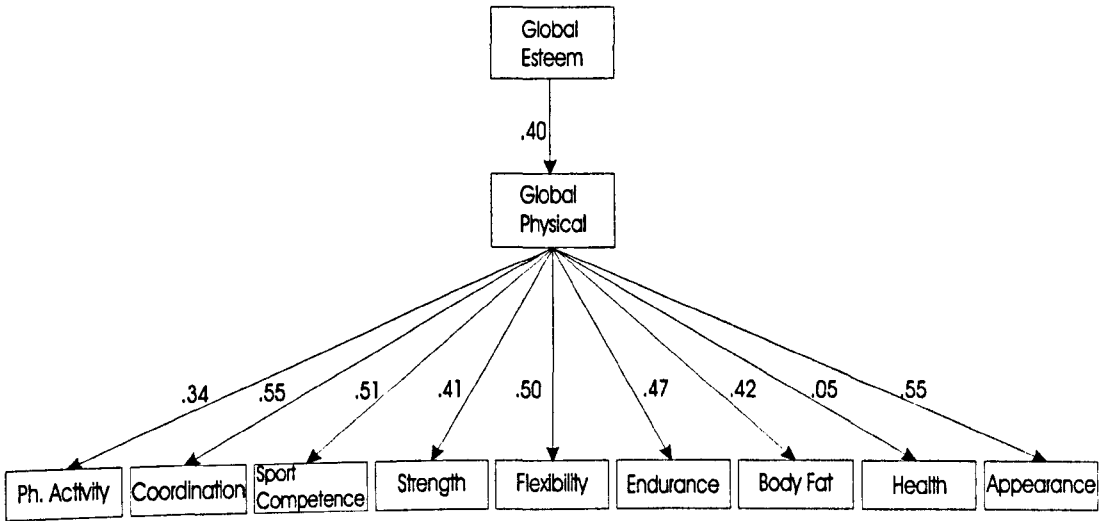 Global
Esteem
.40
Global
Physical
.34
.55
.51
.41
.50
.47
.42
.05
.55
Ph. Activity
Coordination
Sport
Competence
Strength
Flexibility
Endurance
Body Fat
Health
Appearance